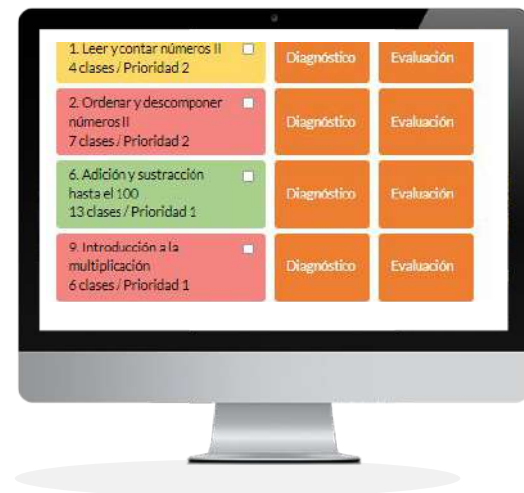 1. Leer y contar números II
4 clases / Prioridad 2
Diagnóstico
Evaluación
2. Ordenar y descomponer
números II
7 clases / Prioridad 2
Diagnóstico
Evaluación
6. Adición y sustracción
hasta el 100
13 clases / Prioridad 1
Diagnóstico
Evaluación
9. Introducción a la
multiplicación
6 clases / Prioridad 1
Diagnóstico
Evaluación